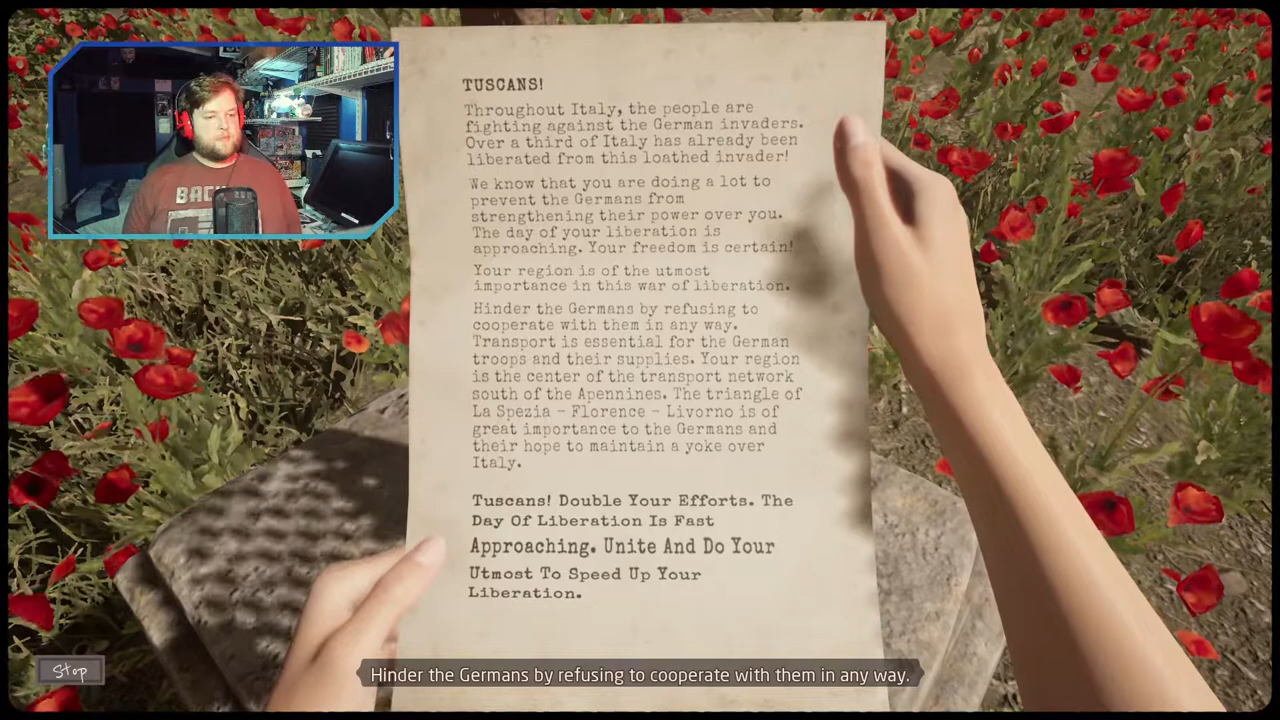 TUSCANS!
Throughout Italy, the people are
fighting against the German invaders.
Over a third of Italy has already been
liberated from this loathed invader!
We know that you are doing a lot to
prevent the Germans from
strengthening their power over you.
The day of your liberation is
approaching. Your freedom is certain!
Your region is of the utmost
importance in this war of liberation.
Hinder the Germans by refusing to
cooperate with them in any way.
Transport is essential for the German
troops and their supplies. Your region
is the center of the transport network
south of the Apennines. The triangle of
La Spezia - Florence - Livorno is of
great importance to the Germans and
their hope to maintain a yoke over
Italy.
Tuscans! Double Your Efforts. The
Day Of Liberation Is Fast
Approaching. Unite And Do Your
Utmost To Speed Up Your
Liberation.
Stop
Hinder the Germans by refusing to cooperate with them in any way.